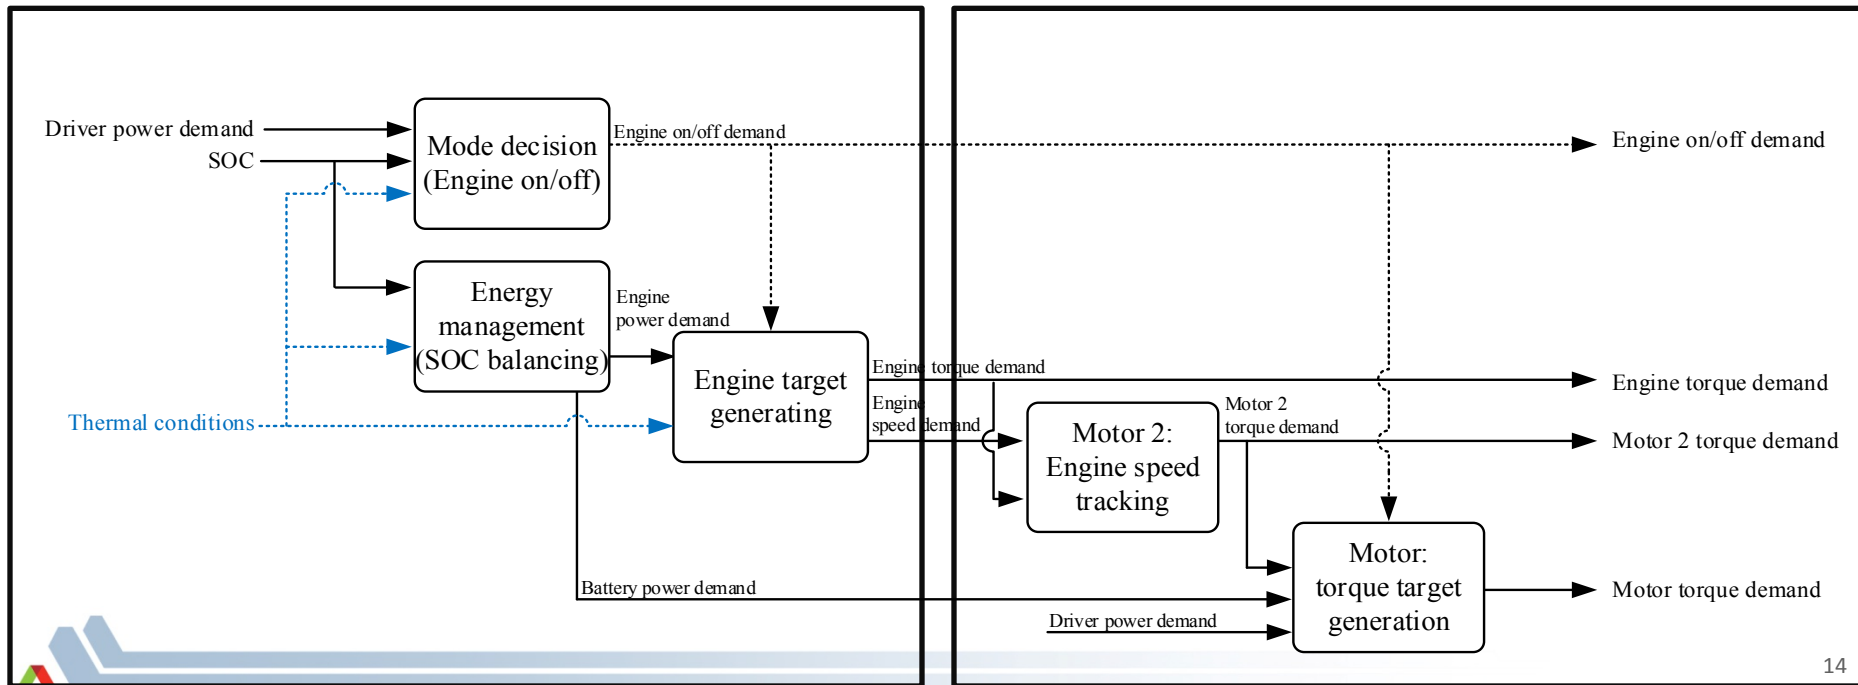 Driver power demand
SOC
Thermal conditions
Mode decision
(Engine on/off)
Engine on/off demand
Energy
management
(SOC balancing)
Engine
power demand
Engine target
generating
Engine torque demand
Engine
speed demand
Battery power demand
Motor 2:
Engine speed
tracking
Motor 2
torque demand
Driver power demand
Motor:
torque target
generation
Engine on/off demand
Engine torque demand
Motor 2 torque demand
Motor torque demand
14